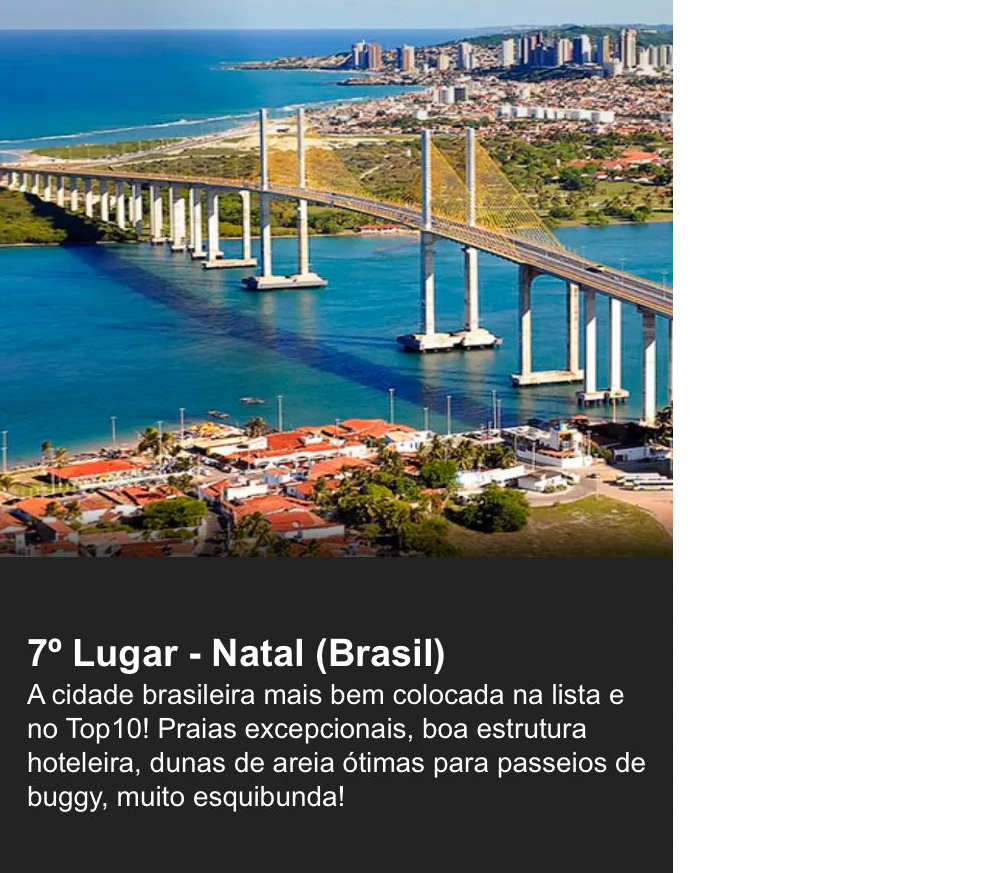 7º Lugar - Natal (Brasil)
A cidade brasileira mais bem colocada na lista e
no Top10! Praias excepcionais, boa estrutura
hoteleira, dunas de areia ótimas para passeios de
buggy, muito esquibunda!